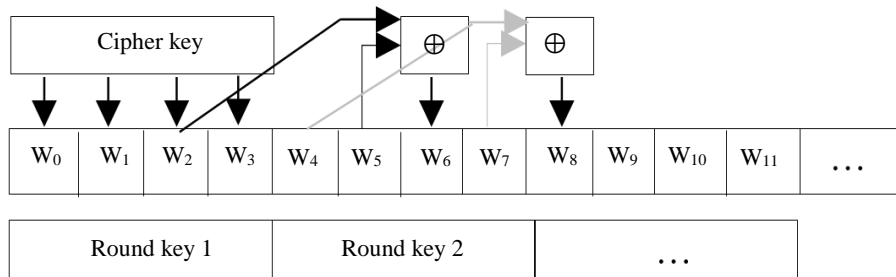 Cipher key
⊕ ⊕
W₀ W₁ W₂ W₃ W₄ W₅ W₆ W₇ W₈ W₉ W₁₀ W₁₁ ...
Round key 1 Round key 2 ...